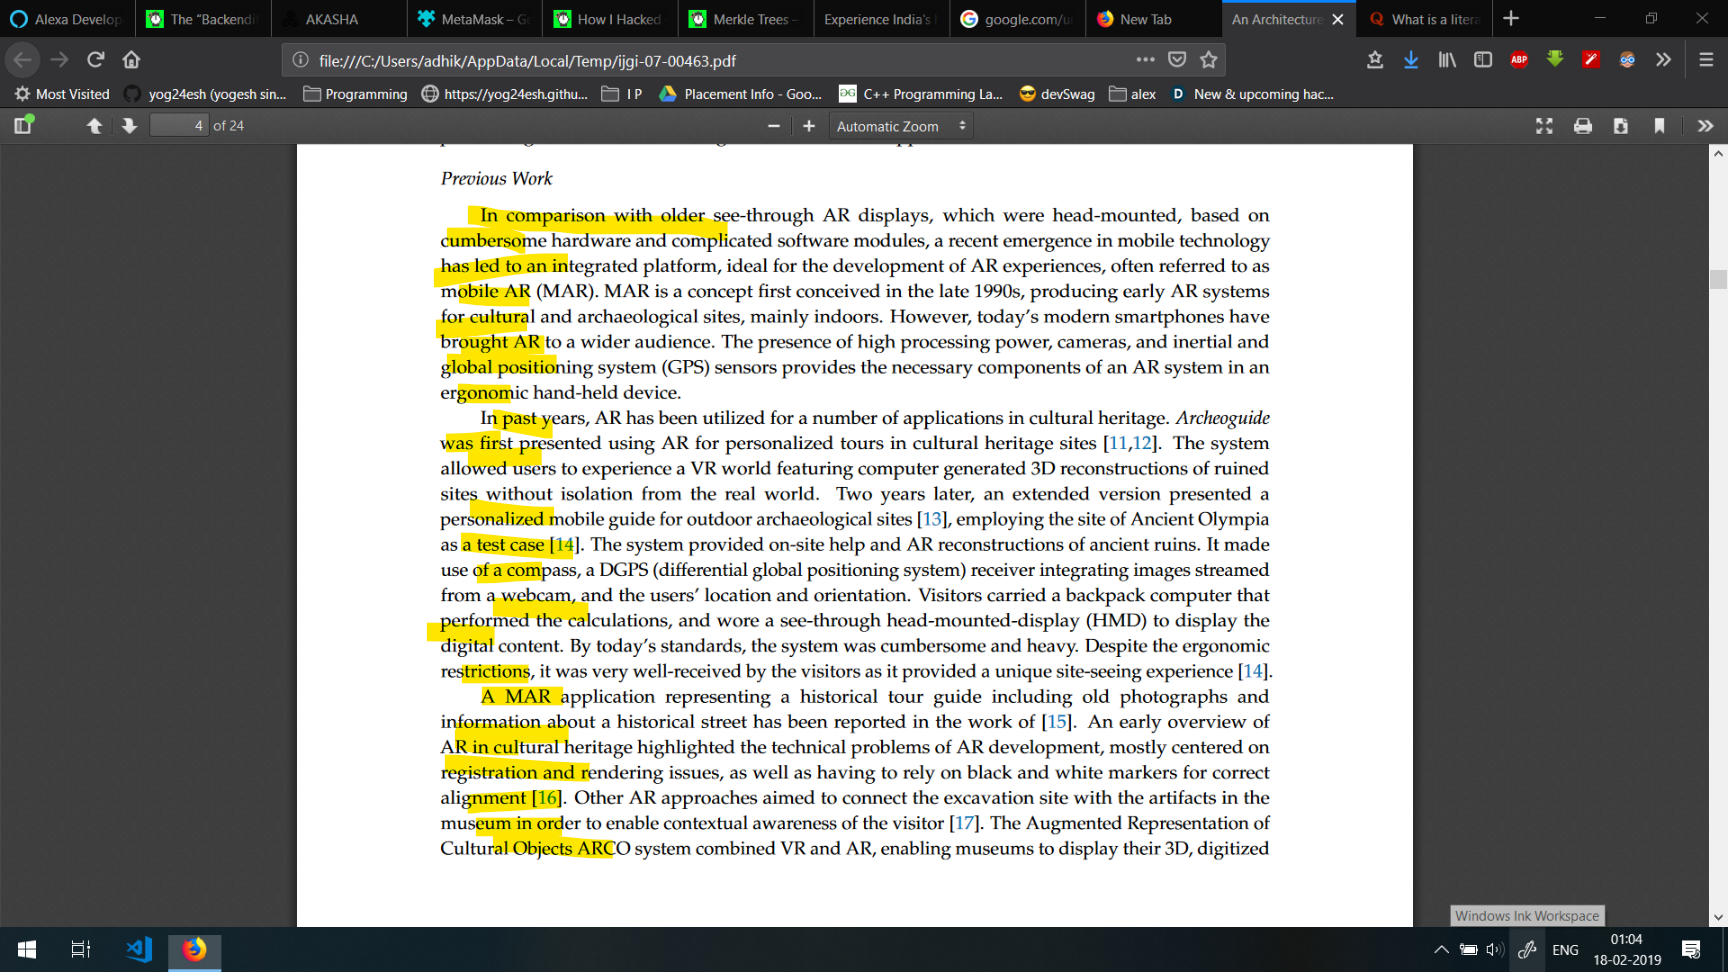 Alexa Develop
The “Backendi
AKASHA
MetaMask – G
How I Hacked
Merkle Trees –
Experience India's
google.com/u
New Tab
An Architecture
What is a litera
file:///C:/Users/adhik/AppData/Local/Temp/ijgi-07-00463.pdf
ABP
Most Visited
yog24esh (yogesh sin...
Programming
https://yog24esh.githu...
I P
Placement Info - Goo...
C++ Programming La...
devSwag
alex
D
New & upcoming hac...
4 of 24
Automatic Zoom
Previous Work
In comparison with older see-through AR displays, which were head-mounted, based on
cumbersome hardware and complicated software modules, a recent emergence in mobile technology
has led to an integrated platform, ideal for the development of AR experiences, often referred to as
mobile AR (MAR). MAR is a concept first conceived in the late 1990s, producing early AR systems
for cultural and archaeological sites, mainly indoors. However, today’s modern smartphones have
brought AR to a wider audience. The presence of high processing power, cameras, and inertial and
global positioning system (GPS) sensors provides the necessary components of an AR system in an
ergonomic hand-held device.
In past years, AR has been utilized for a number of applications in cultural heritage. Archeoguide
was first presented using AR for personalized tours in cultural heritage sites [11,12]. The system
allowed users to experience a VR world featuring computer generated 3D reconstructions of ruined
sites without isolation from the real world. Two years later, an extended version presented a
personalized mobile guide for outdoor archaeological sites [13], employing the site of Ancient Olympia
as a test case [14]. The system provided on-site help and AR reconstructions of ancient ruins. It made
use of a compass, a DGPS (differential global positioning system) receiver integrating images streamed
from a webcam, and the users’ location and orientation. Visitors carried a backpack computer that
performed the calculations, and wore a see-through head-mounted-display (HMD) to display the
digital content. By today’s standards, the system was cumbersome and heavy. Despite the ergonomic
restrictions, it was very well-received by the visitors as it provided a unique site-seeing experience [14].
A MAR application representing a historical tour guide including old photographs and
information about a historical street has been reported in the work of [15]. An early overview of
AR in cultural heritage highlighted the technical problems of AR development, mostly centered on
registration and rendering issues, as well as having to rely on black and white markers for correct
alignment [16]. Other AR approaches aimed to connect the excavation site with the artifacts in the
museum in order to enable contextual awareness of the visitor [17]. The Augmented Representation of
Cultural Objects ARCO system combined VR and AR, enabling museums to display their 3D, digitized
Windows Ink Workspace
ENG
01:04
18-02-2019